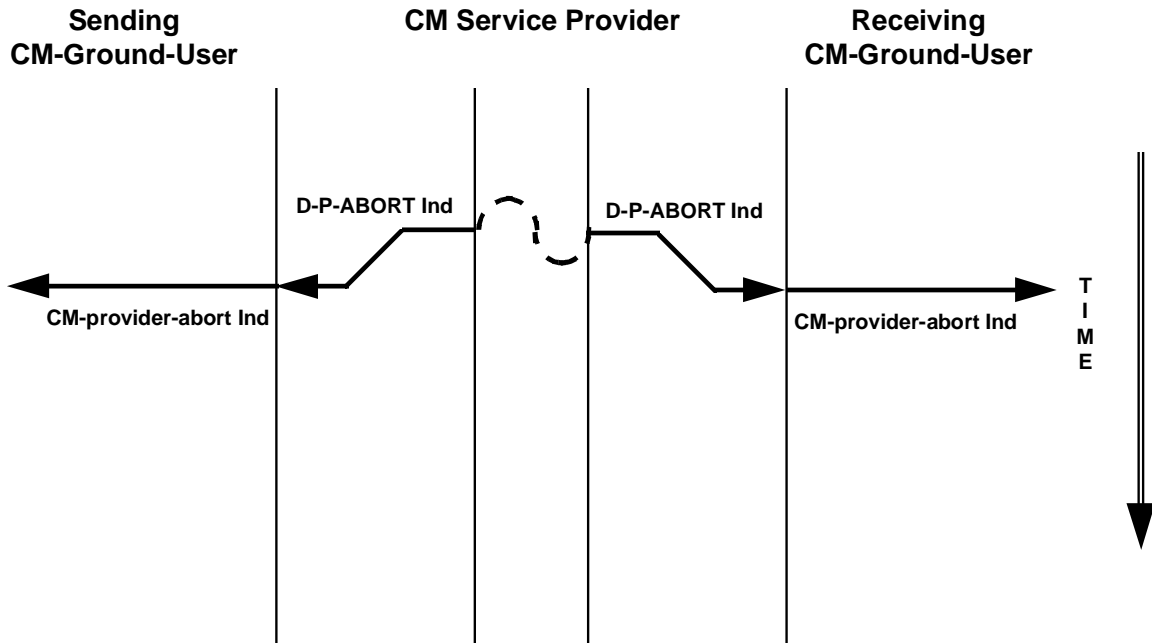 Sending
CM-Ground-User
CM Service Provider
Receiving
CM-Ground-User
D-P-ABORT Ind
D-P-ABORT Ind
CM-provider-abort Ind
CM-provider-abort Ind
T
I
M
E